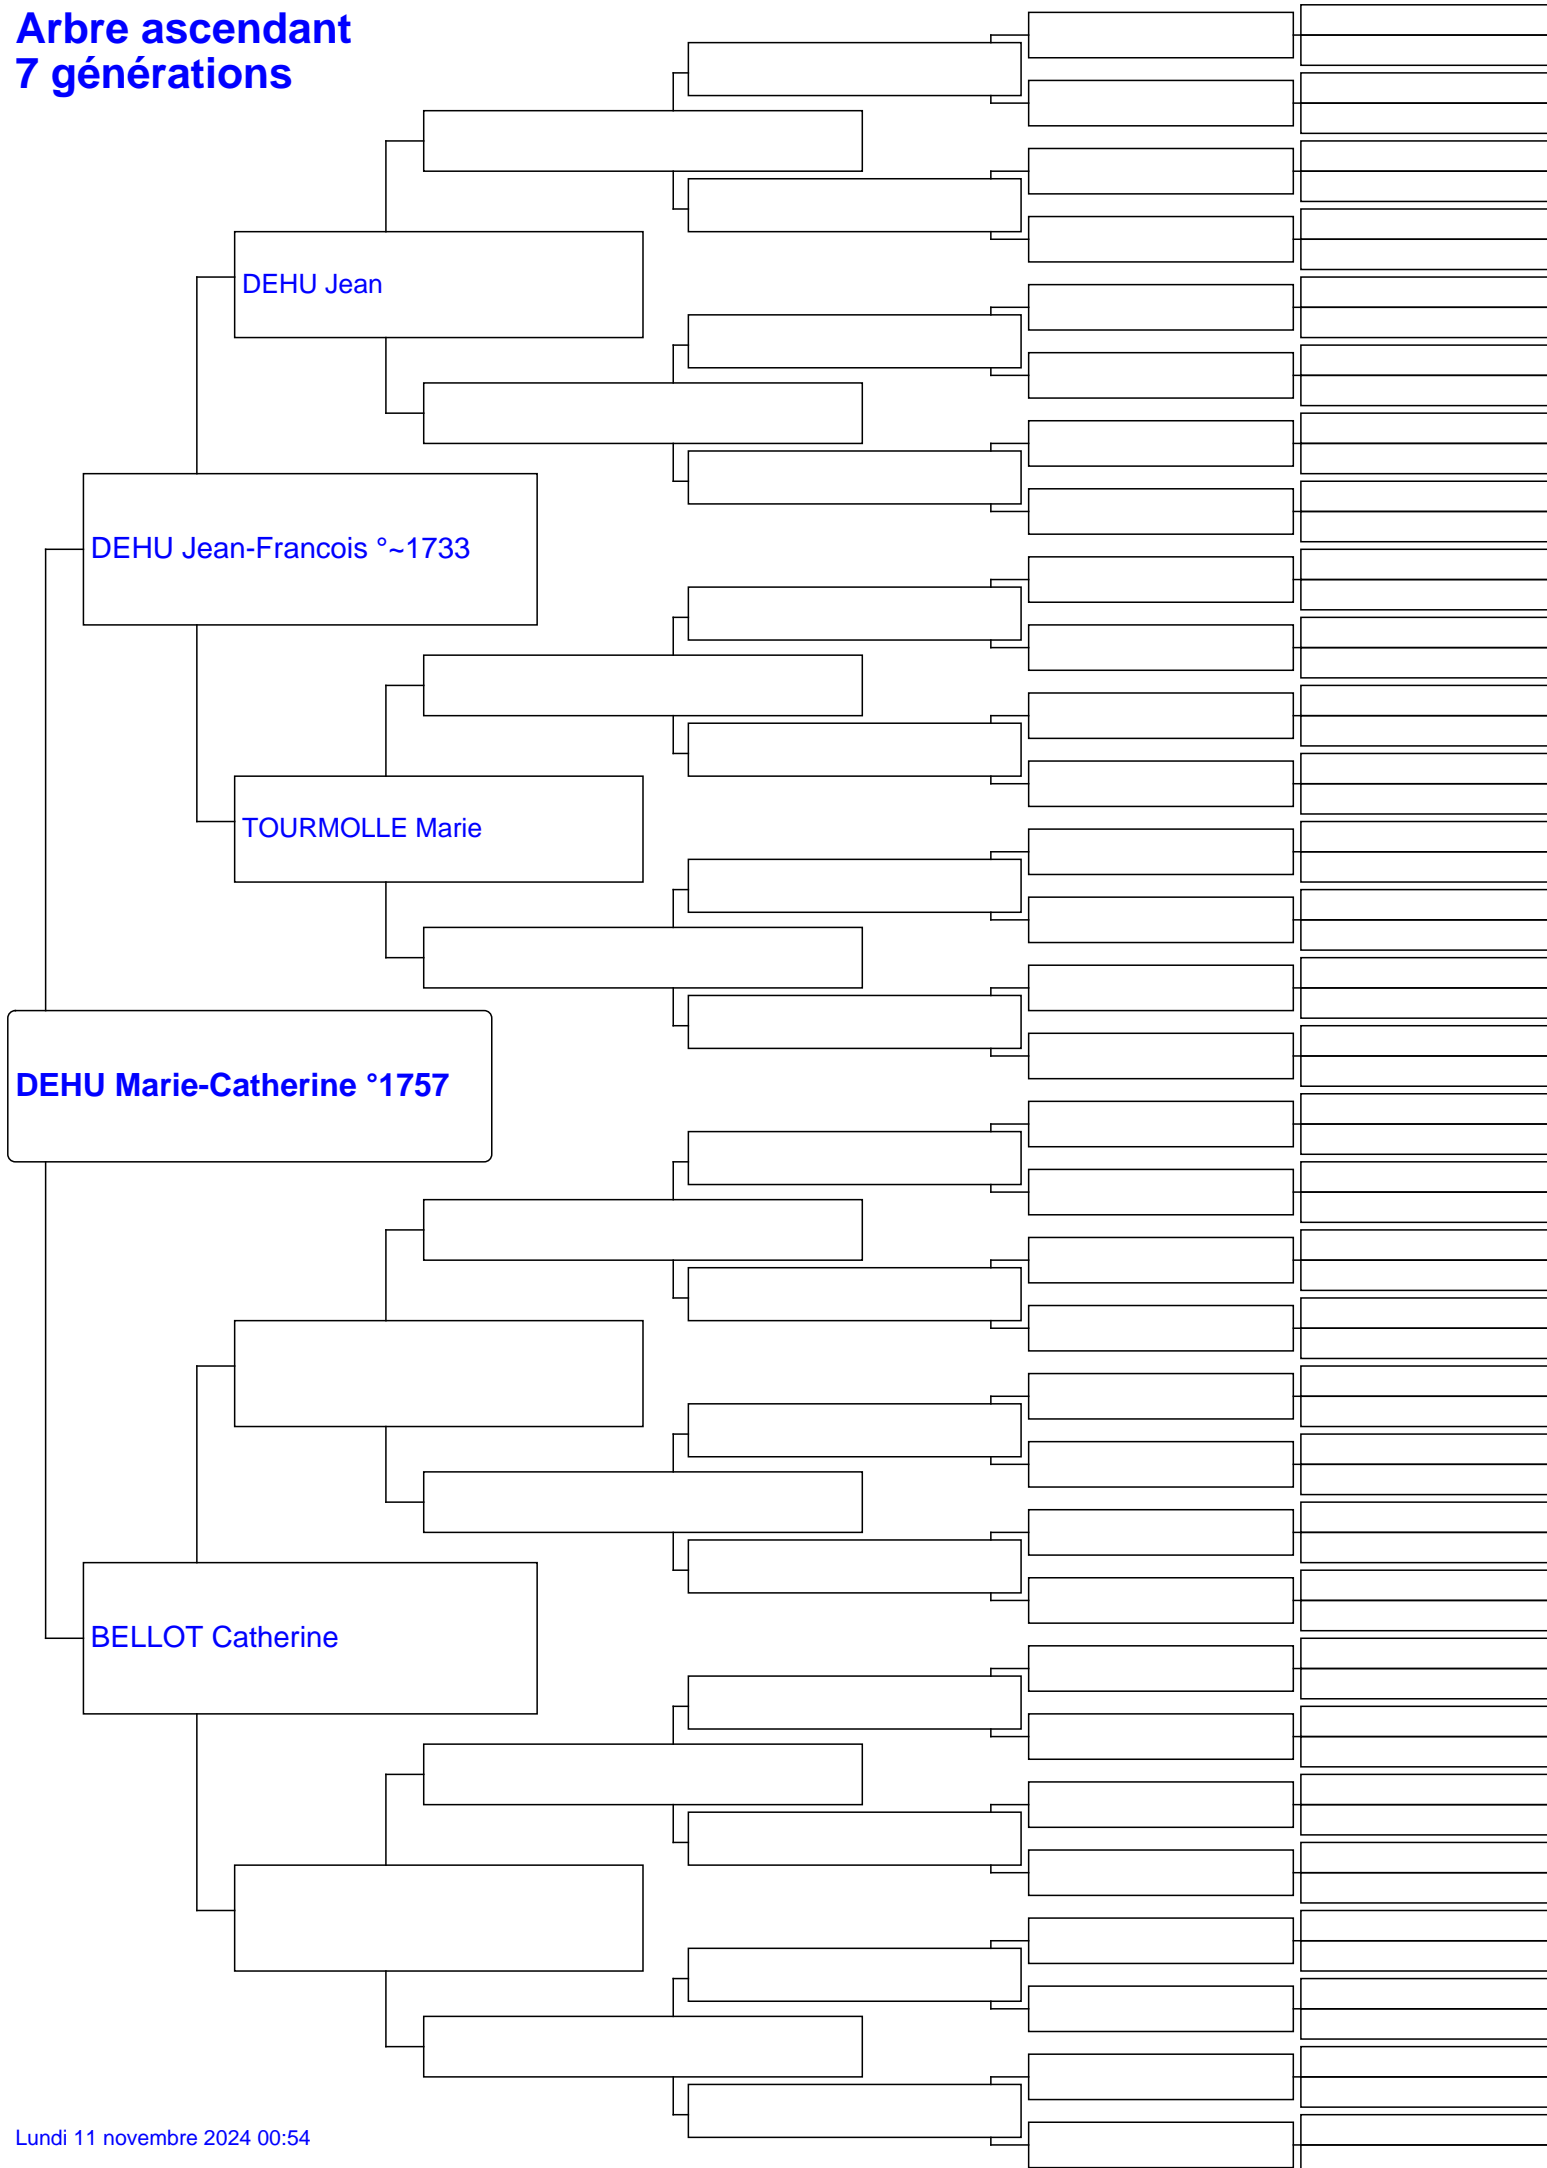 Arbre ascendant
7 générations
DEHU Jean
DEHU Jean-Francois °~1733
TOURMOLLE Marie
DEHU Marie-Catherine °1757
BELLOT Catherine
Lundi 11 novembre 2024 00:54